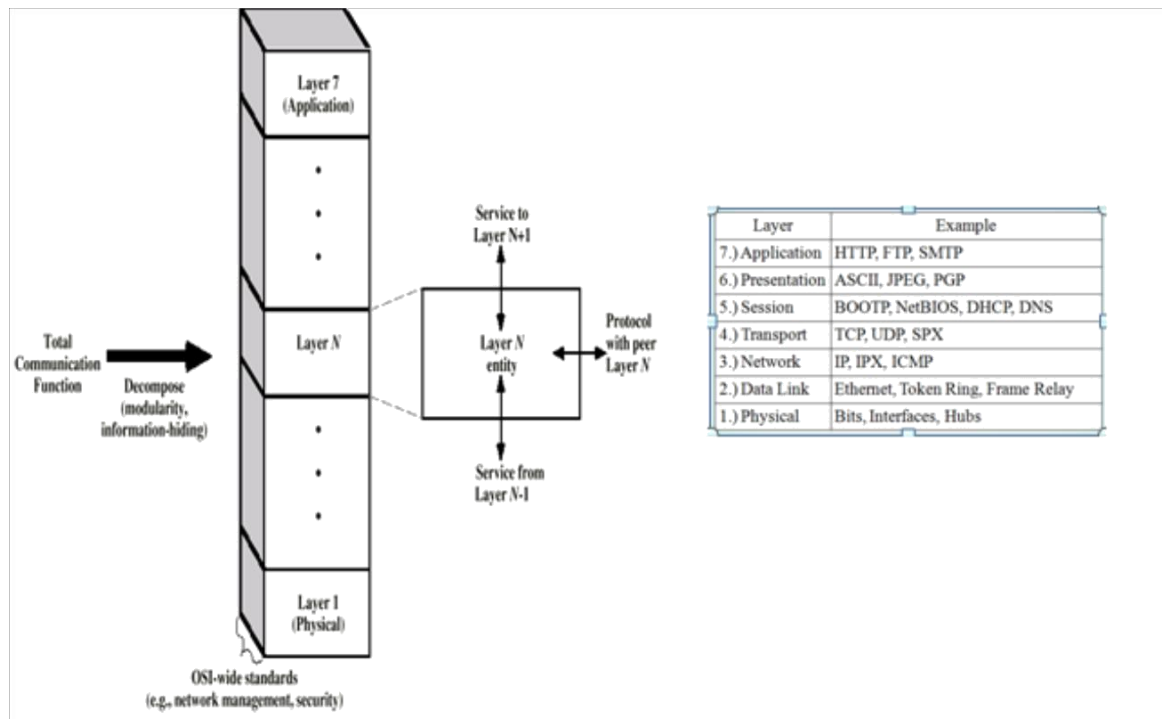 Layer 7
(Application)
Total
Communication
Function
Decompose
(modularity,
information-hiding)
Layer N
Service to
Layer N+1
Layer N
entity
Protocol
with peer
Layer N
Service from
Layer N-1
Layer 1
(Physical)
OSI-wide standards
(e.g., network management, security)
Layer Example
7.) Application HTTP, FTP, SMTP
6.) Presentation ASCII, JPEG, PGP
5.) Session BOOTP, NetBIOS, DHCP, DNS
4.) Transport TCP, UDP, SPX
3.) Network IP, IPX, ICMP
2.) Data Link Ethernet, Token Ring, Frame Relay
1.) Physical Bits, Interfaces, Hubs